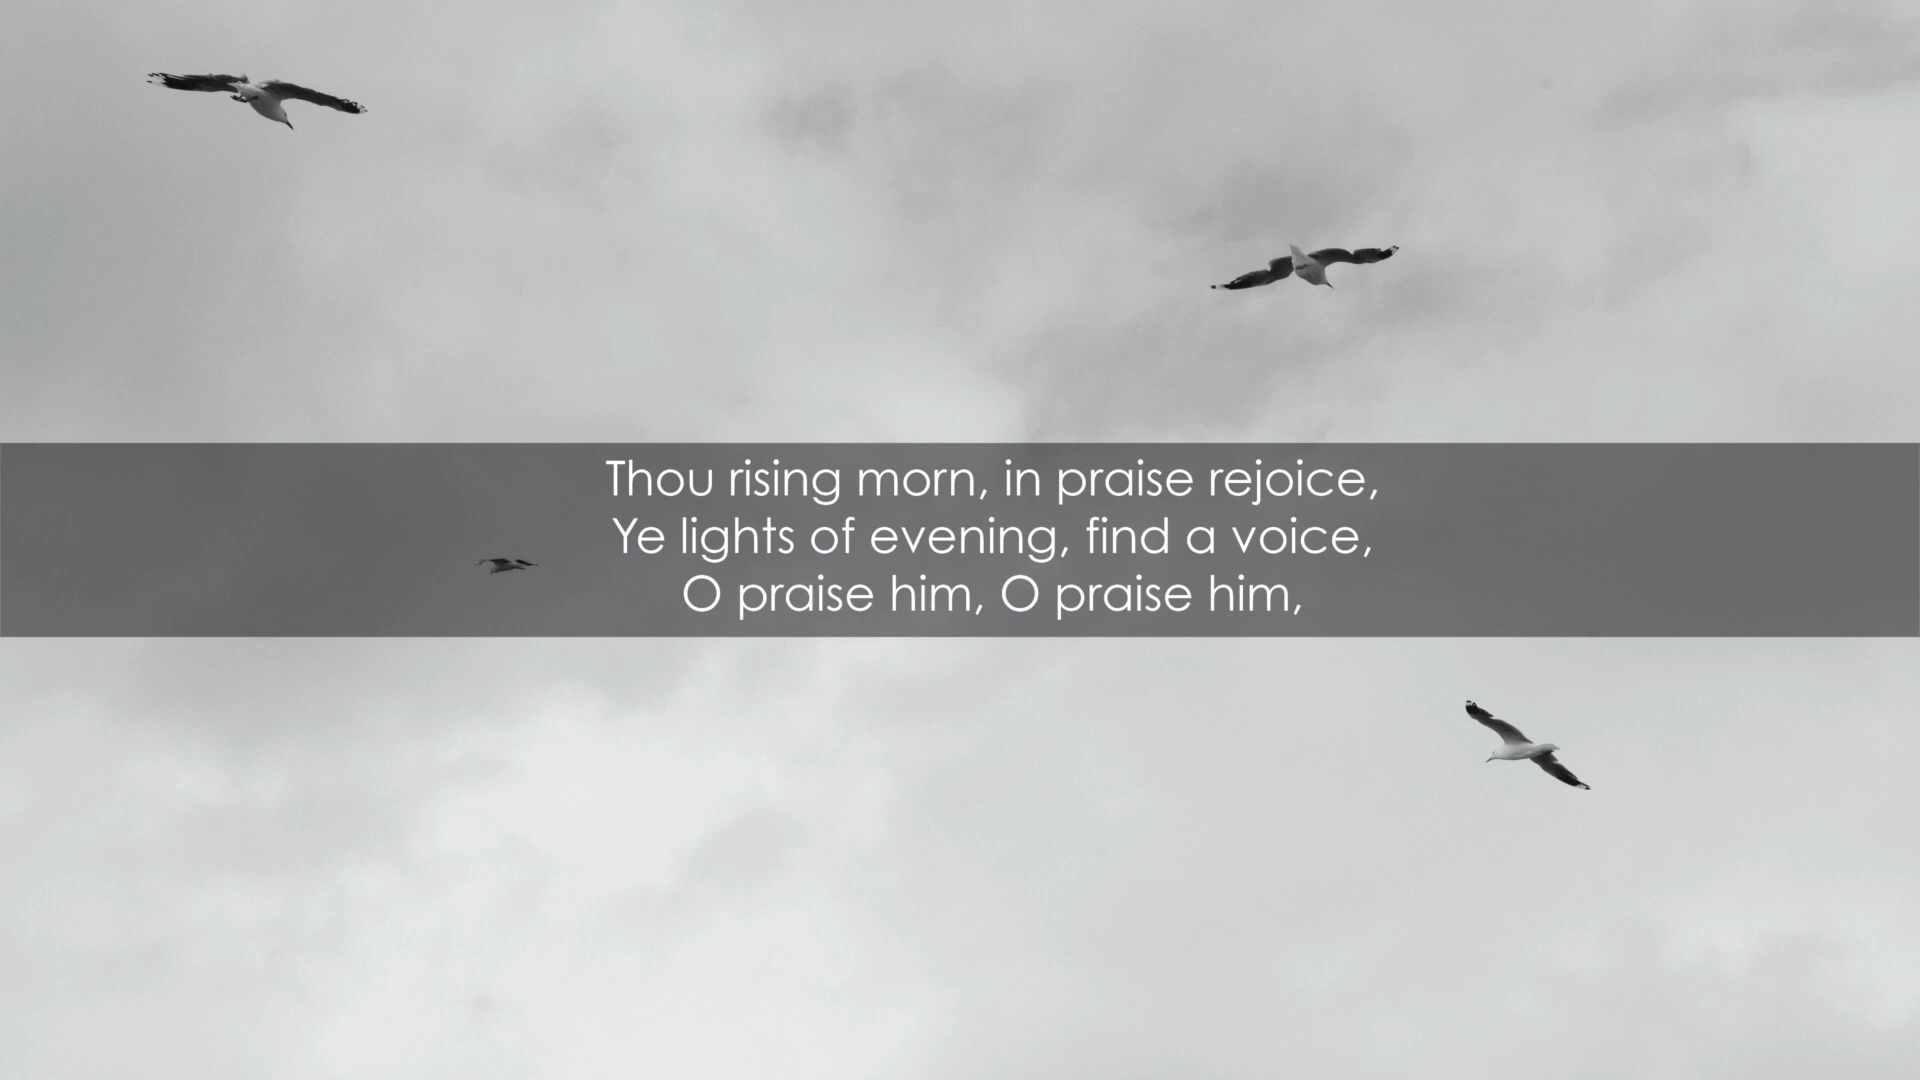 Thou rising morn, in praise rejoice,
Ye lights of evening, find a voice,
O praise him, O praise him,